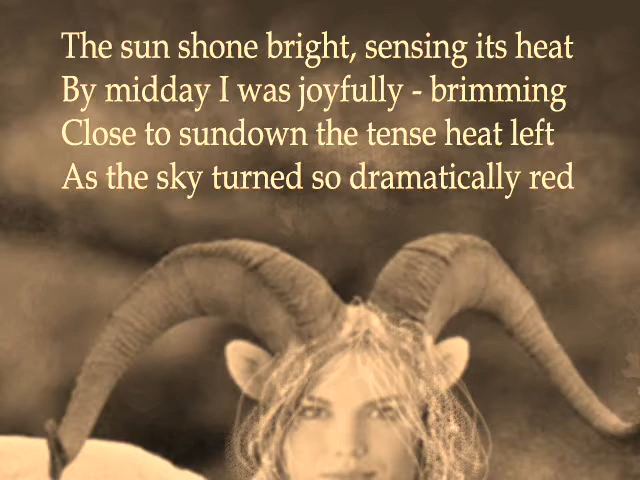 The sun shone bright, sensing its heat
By midday I was joyfully - brimming
Close to sundown the tense heat left
As the sky turned so dramatically red